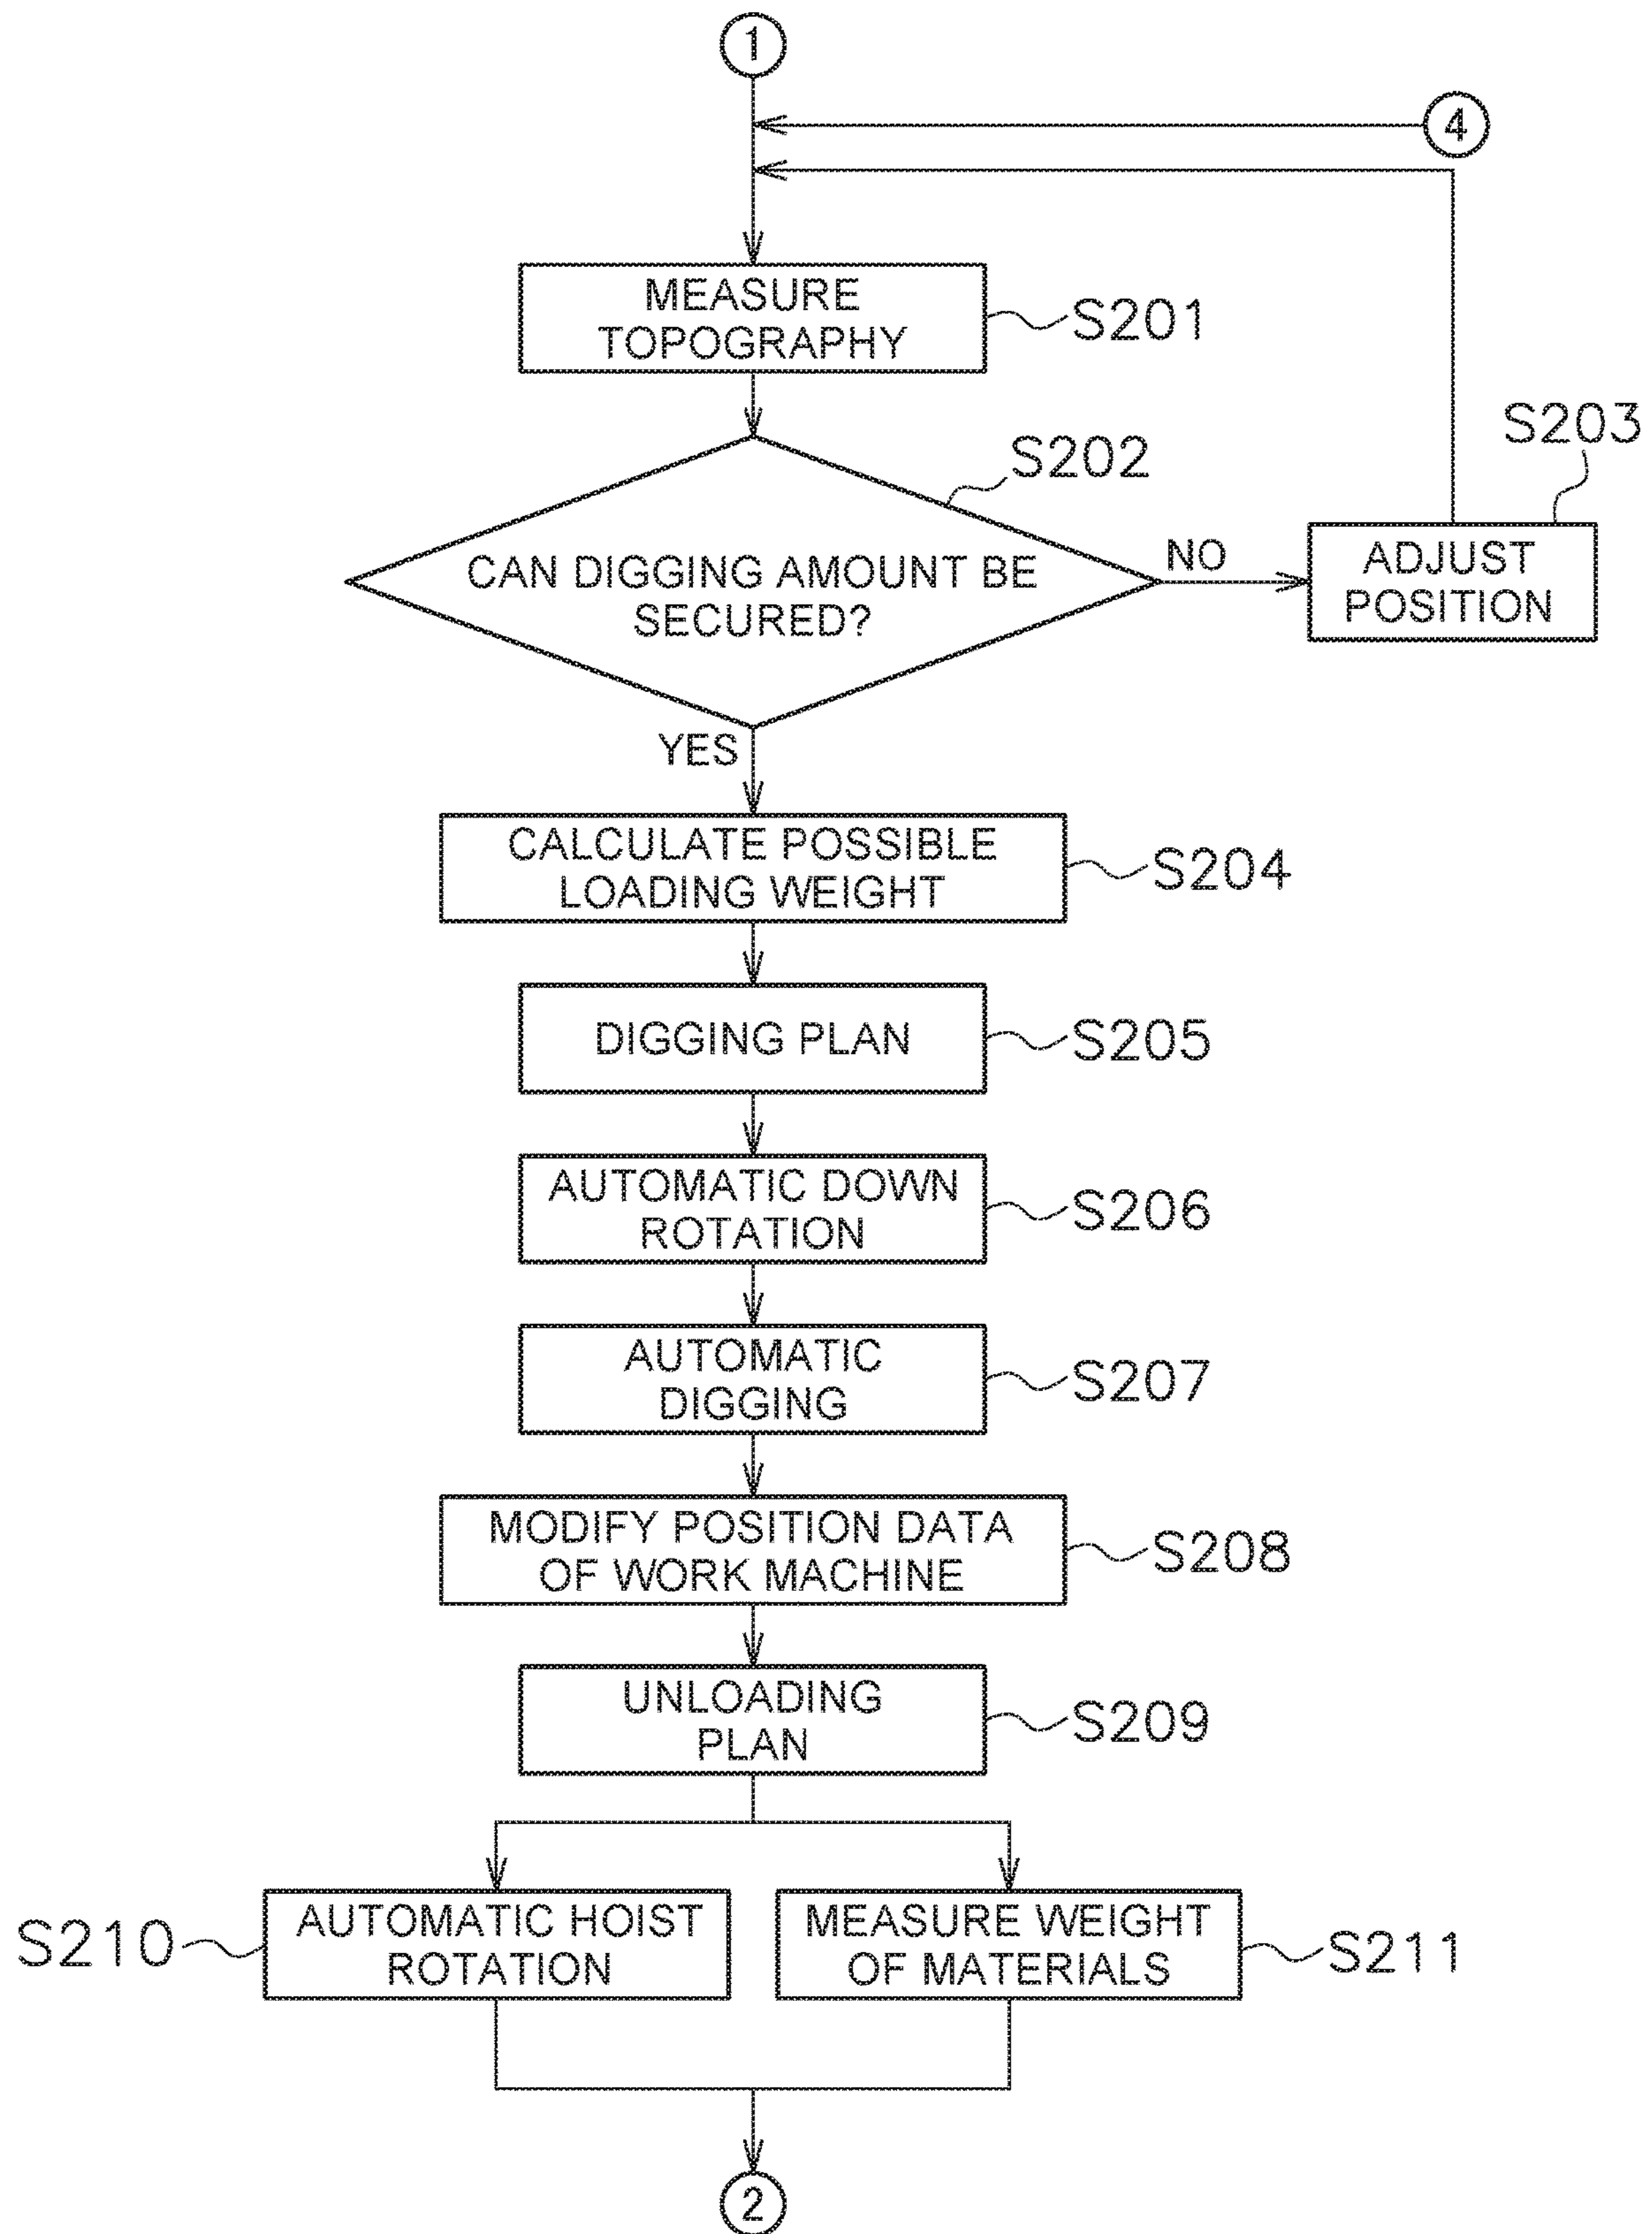 1
4
MEASURE
TOPOGRAPHY
S201
S203
S202
CAN DIGGING AMOUNT BE
SECURED?
NO
ADJUST
POSITION
YES
CALCULATE POSSIBLE
LOADING WEIGHT
S204
DIGGING PLAN
S205
AUTOMATIC DOWN
ROTATION
S206
AUTOMATIC
DIGGING
S207
MODIFY POSITION DATA
OF WORK MACHINE
S208
UNLOADING
PLAN
S209
S210
AUTOMATIC HOIST
ROTATION
MEASURE WEIGHT
OF MATERIALS
S211
2